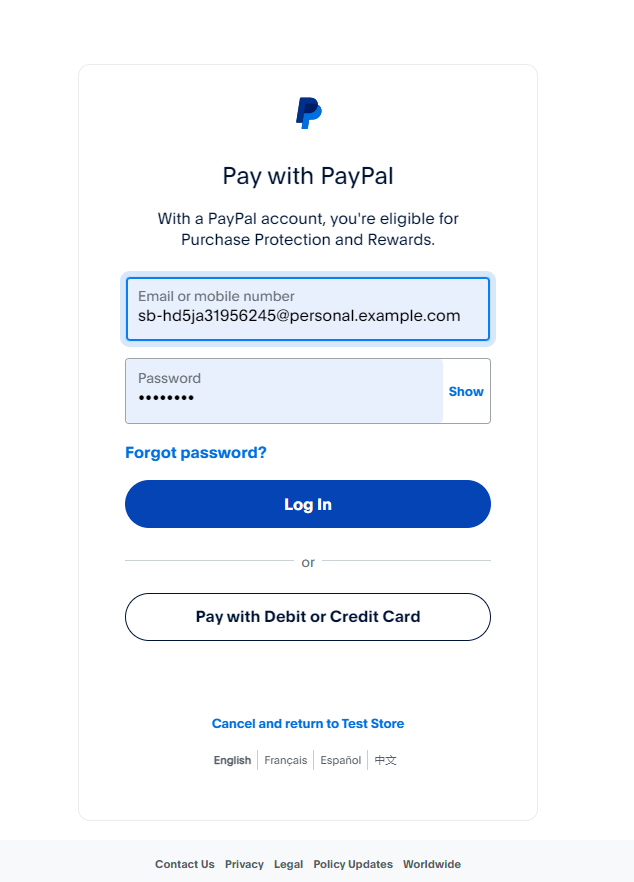 Pay with PayPal
With a PayPal account, you're eligible for
Purchase Protection and Rewards.
Email or mobile number
sb-hd5ja31956245@personal.example.com
Password
••••••••
Show
Forgot password?
Log In
or
Pay with Debit or Credit Card
Cancel and return to Test Store
English Français Español 中文
Contact Us Privacy Legal Policy Updates Worldwide